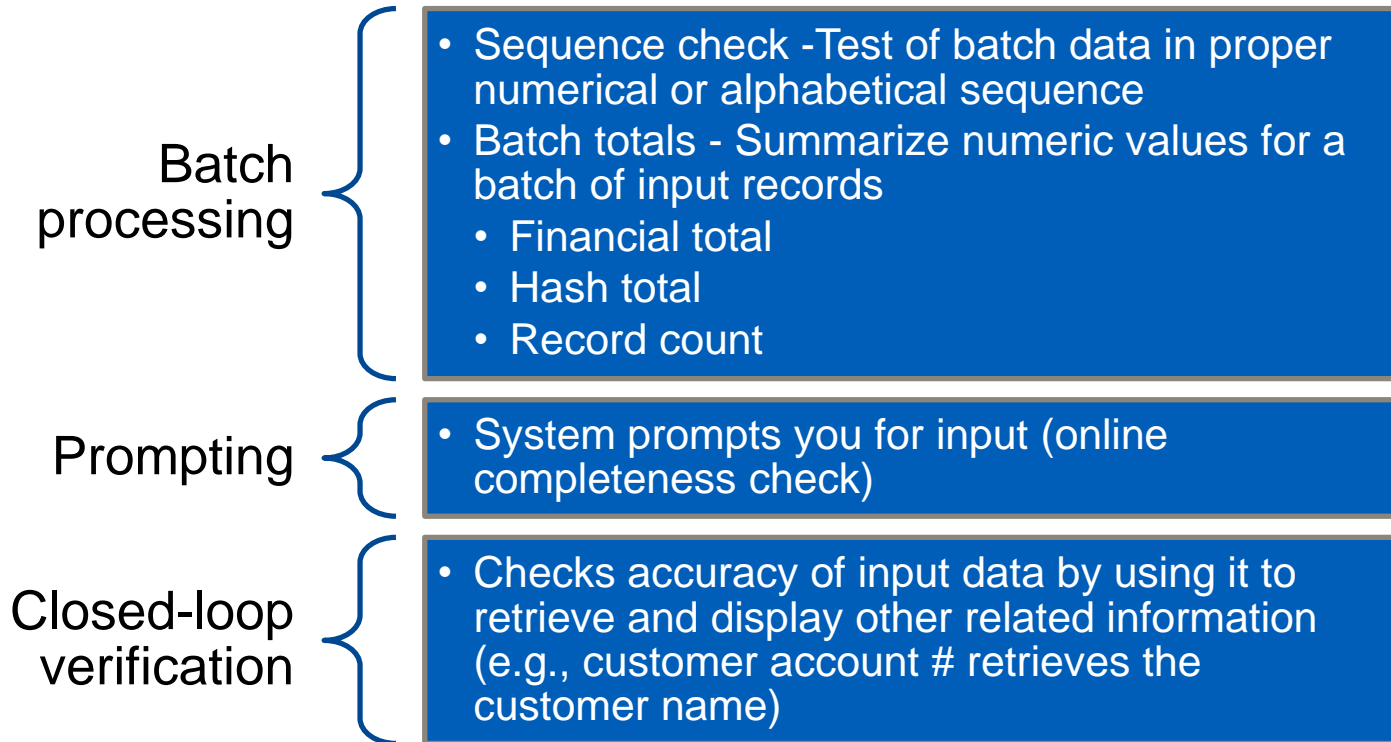 Batch
processing
• Sequence check -Test of batch data in proper
numerical or alphabetical sequence
• Batch totals - Summarize numeric values for a
batch of input records
• Financial total
• Hash total
• Record count
Prompting
• System prompts you for input (online
completeness check)
Closed-loop
verification
• Checks accuracy of input data by using it to
retrieve and display other related information
(e.g., customer account # retrieves the
customer name)